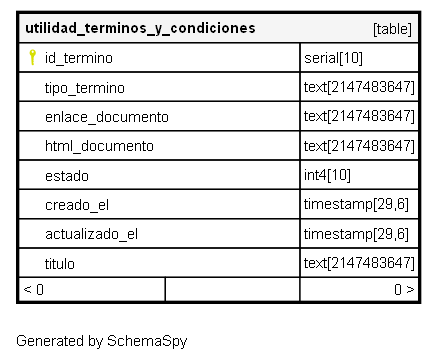 utilidad_terminos_y_condiciones [table]
id_termino serial[10]
tipo_termino text[2147483647]
enlace_documento text[2147483647]
html_documento text[2147483647]
estado int4[10]
creado_el timestamp[29,6]
actualizado_el timestamp[29,6]
titulo text[2147483647]
< 0 0 >
Generated by SchemaSpy